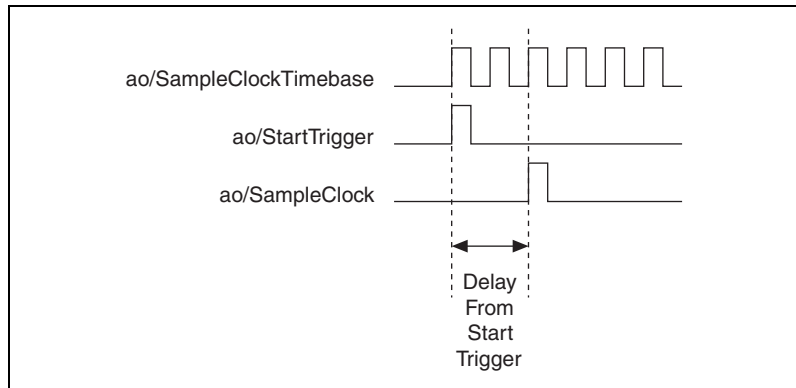 ao/SampleClockTimebase
ao/StartTrigger
ao/SampleClock
Delay
From
Start
Trigger